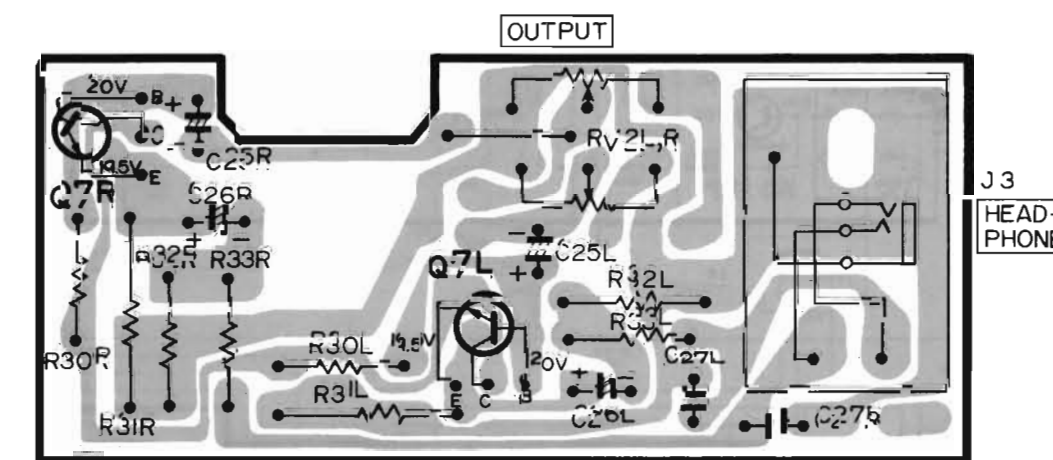 OUTPUT
20V
B
+
-
C25R
19.5V E
Q7R
C26R
+ -
R32R R33R
R30R
R31R
RV2L,R
J3
HEAD-
PHONE
-
+
C25L
Q7L
R32L
R33L
R30L
19.5V
20V
C27L
R31L
E C B
+ -
C26L
C27R